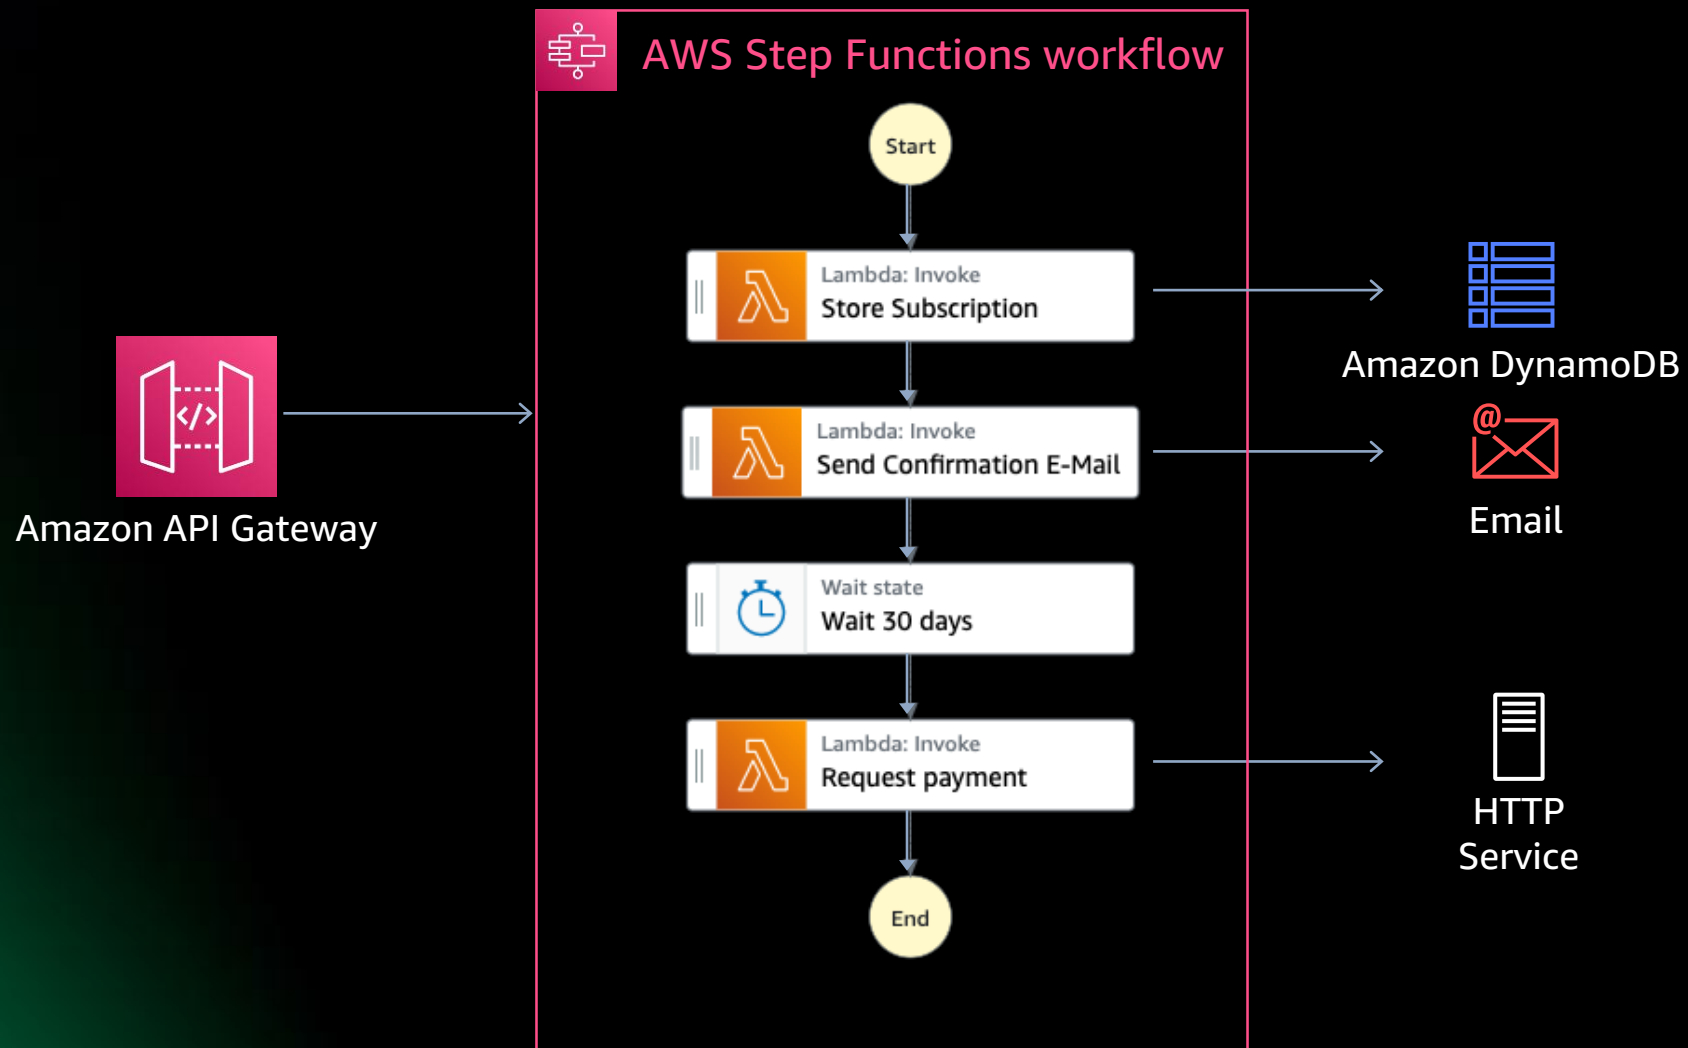 AWS Step Functions workflow
Start
Lambda: Invoke
Store Subscription
Lambda: Invoke
Send Confirmation E-Mail
Wait state
Wait 30 days
Lambda: Invoke
Request payment
End
</>
Amazon API Gateway
Amazon DynamoDB
@
Email
HTTP
Service